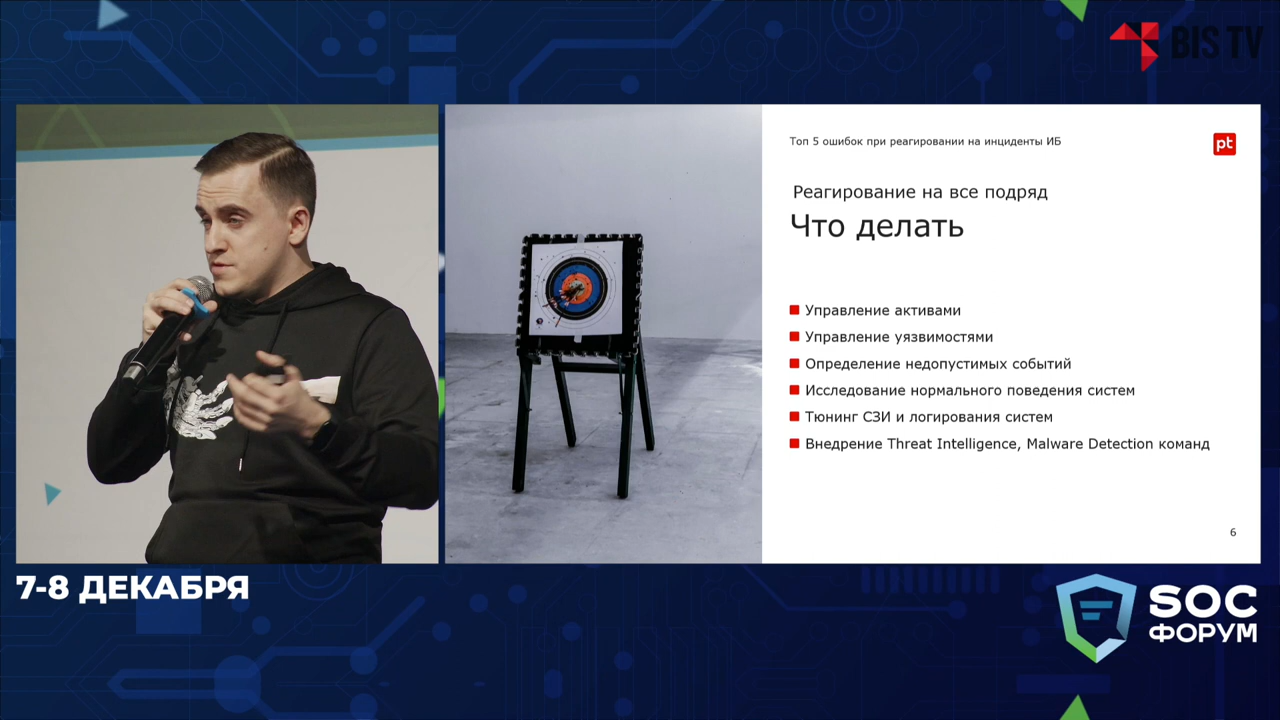 BIS TV
Топ 5 ошибок при реагировании на инциденты ИБ
pt
Реагирование на все подряд
Что делать
Управление активами
Управление уязвимостями
Определение недопустимых событий
Исследование нормального поведения систем
Тюнинг СЗИ и логирования систем
Внедрение Threat Intelligence, Malware Detection команд
6
7-8 ДЕКАБРЯ
SOC
ФОРУМ